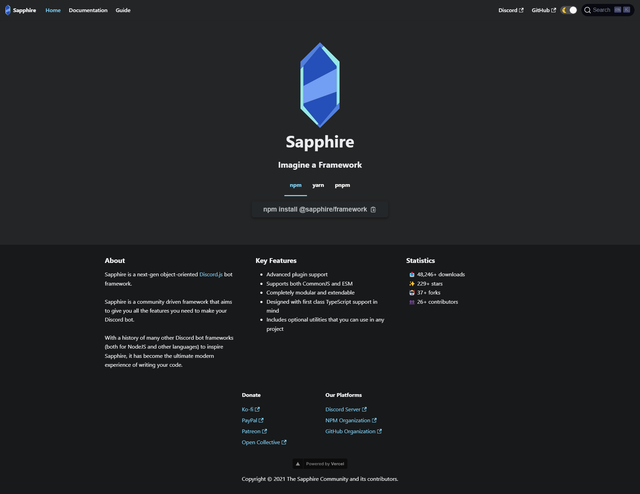 Sapphire
Home
Documentation
Guide
Discord
GitHub
Search
Sapphire
Imagine a Framework
npm
yarn
pnpm
npm install @sapphire/framework
About
Sapphire is a next-gen object-oriented Discord.js bot
framework.
Sapphire is a community driven framework that aims
to give you all the features you need to make your
Discord bot.
With a history of many other Discord bot frameworks
(both for NodeJS and other languages) to inspire
Sapphire, it has become the ultimate modern
experience of writing your code.
Key Features
Advanced plugin support
Supports both CommonJS and ESM
Completely modular and extendable
Designed with first class TypeScript support in
mind
Includes optional utilities that you can use in any
project
Statistics
48,246+ downloads
229+ stars
37+ forks
26+ contributors
Donate
Ko-fi
PayPal
Patreon
Open Collective
Our Platforms
Discord Server
NPM Organization
GitHub Organization
Powered by Vercel
Copyright © 2021 The Sapphire Community and its contributors.